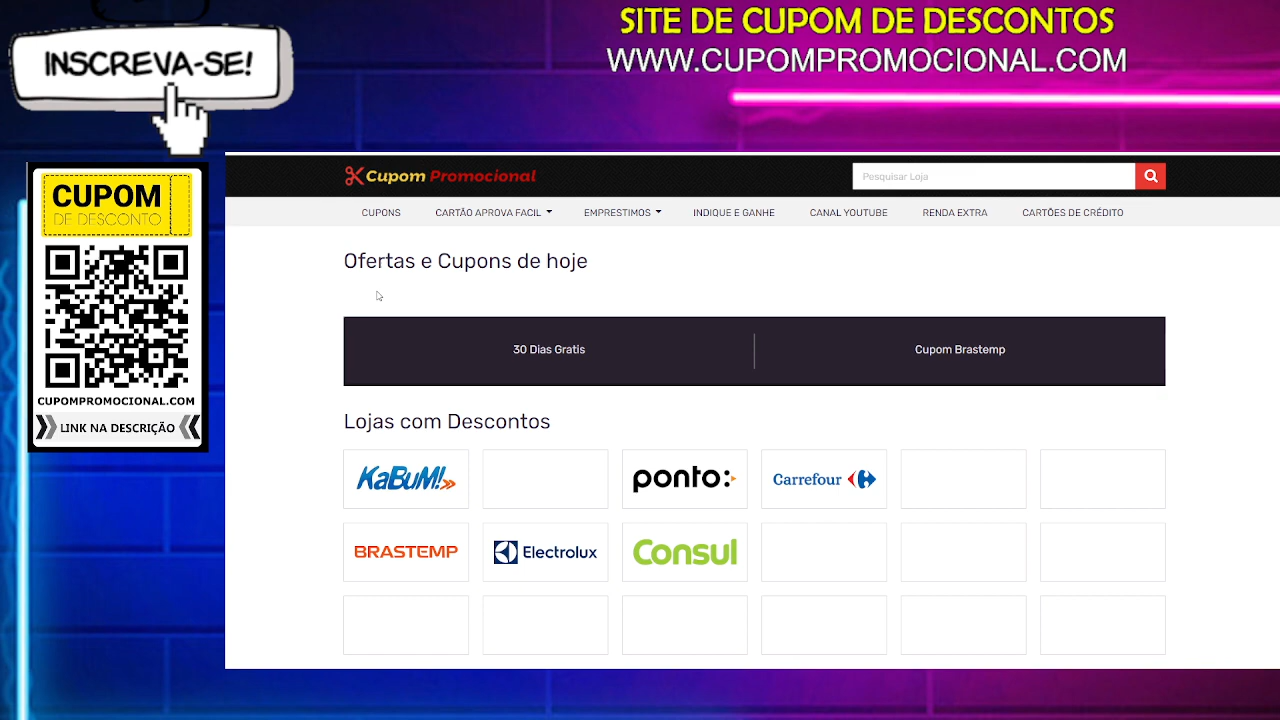 SITE DE CUPOM DE DESCONTOS
WWW.CUPOMPROMOCIONAL.COM
INSCREVA-SE!
CUPOM
DE DESCONTO
CUPOMPROMOCIONAL.COM
LINK NA DESCRIÇÃO
Cupom Promocional
Pesquisar Loja
CUPONS CARTÃO APROVA FACIL EMPRESTIMOS INDIQUE E GANHE CANAL YOUTUBE RENDA EXTRA CARTÕES DE CRÉDITO
Ofertas e Cupons de hoje
30 Dias Gratis Cupom Brastemp
Lojas com Descontos
KaBuM! ponto: Carrefour
BRASTEMP Electrolux Consul